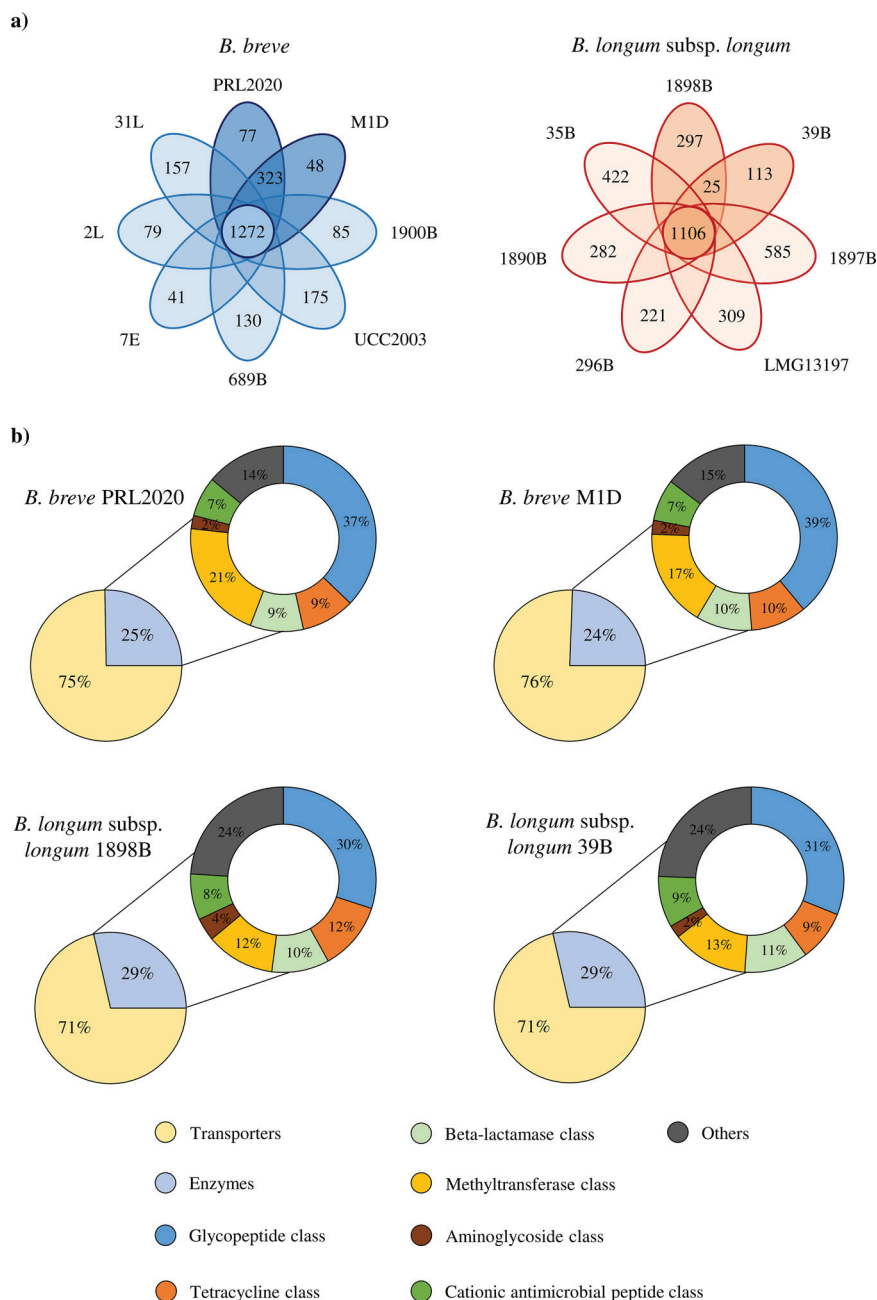 a)
B. breve
B. longum subsp. longum
PRL2020
31L
M1D
77
157
48
323
2L
79
1272
85
1900B
41
175
130
7E
UCC2003
689B
1898B
35B
39B
297
422
25
113
1106
1890B
282
585
1897B
221
309
296B
LMG13197
b)
B. breve PRL2020
14%
7%
37%
2%
21%
9%
9%
25%
75%
B. breve M1D
15%
7%
39%
2%
17%
10%
10%
24%
76%
B. longum subsp.
longum 1898B
24%
30%
8%
4%
12%
12%
10%
29%
71%
B. longum subsp.
longum 39B
24%
31%
9%
2%
13%
9%
11%
29%
71%
Transporters
Beta-lactamase class
Others
Enzymes
Methyltransferase class
Glycopeptide class
Aminoglycoside class
Tetracycline class
Cationic antimicrobial peptide class